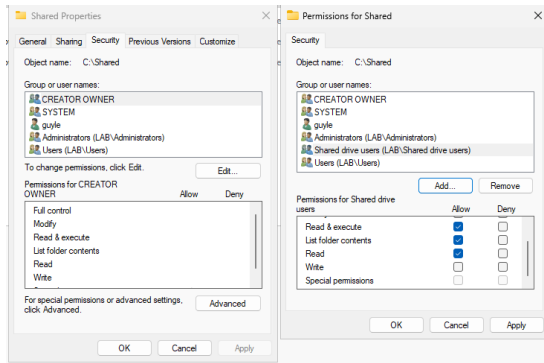 Shared Properties
General Sharing Security Previous Versions Customize
Object name: C:\Shared
Group or user names:
CREATOR OWNER
SYSTEM
guyle
Administrators (LAB\Administrators)
Users (LAB\Users)
To change permissions, click Edit.
Edit...
Permissions for CREATOR
OWNER Allow Deny
Full control
Modify
Read & execute
List folder contents
Read
Write
For special permissions or advanced settings,
click Advanced.
Advanced
OK Cancel Apply
Permissions for Shared
Security
Object name: C:\Shared
Group or user names:
CREATOR OWNER
SYSTEM
guyle
Administrators (LAB\Administrators)
Shared drive users (LAB\Shared drive users)
Users (LAB\Users)
Add... Remove
Permissions for Shared drive
users Allow Deny
Read & execute
List folder contents
Read
Write
Special permissions
OK Cancel Apply